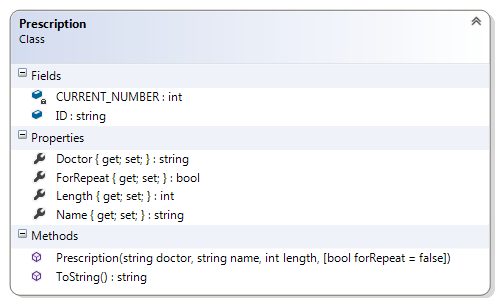 Prescription
Class
Fields
CURRENT_NUMBER : int
ID : string
Properties
Doctor { get; set; } : string
ForRepeat { get; set; } : bool
Length { get; set; } : int
Name { get; set; } : string
Methods
Prescription(string doctor, string name, int length, [bool forRepeat = false])
ToString() : string